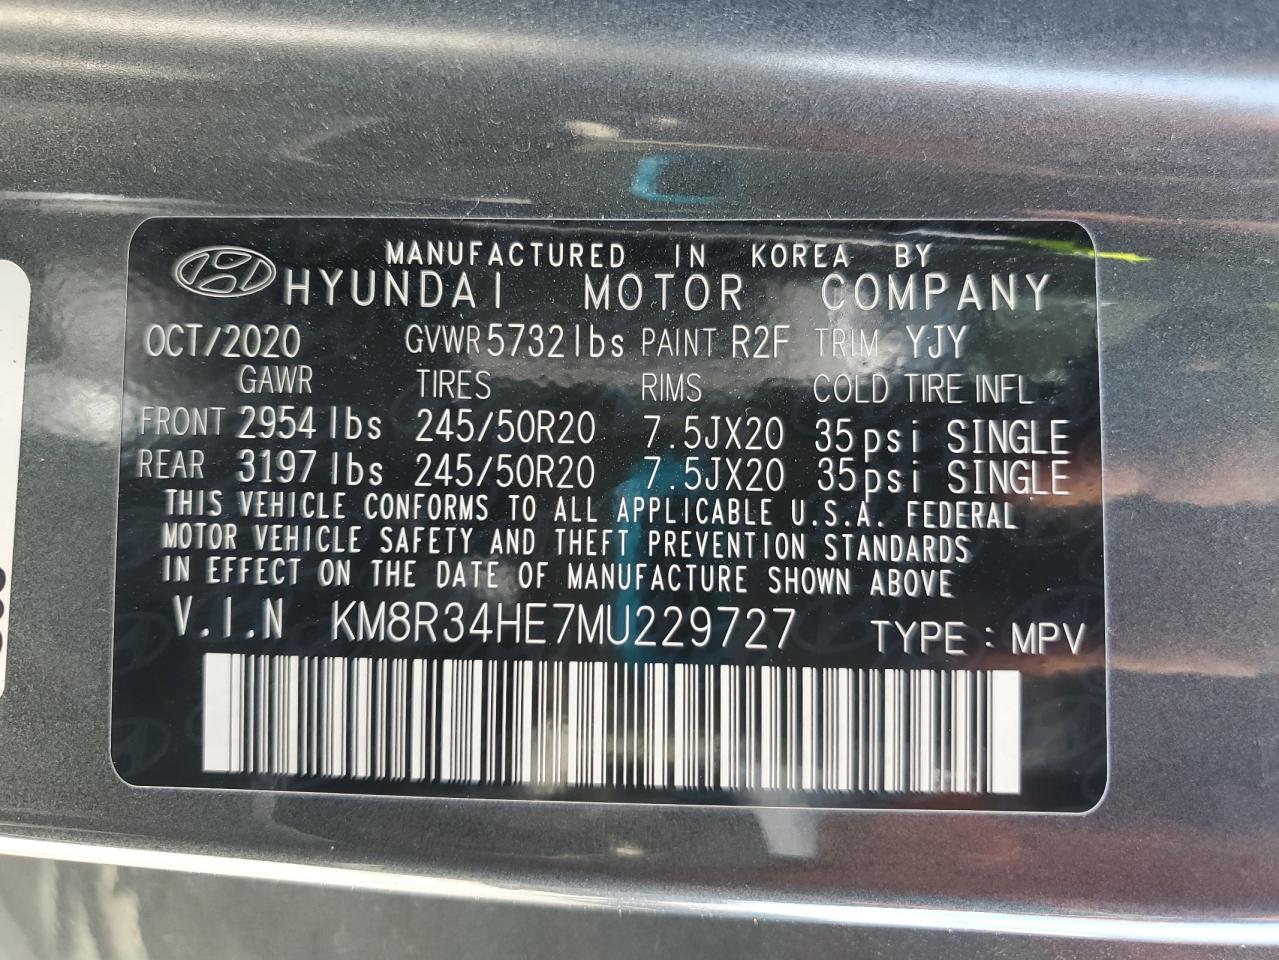 MANUFACTURED IN KOREA BY
HYUNDAI MOTOR COMPANY
OCT/2020 GVWR 5732lbs PAINT R2F TRIM YJY
GAWR TIRES RIMS COLD TIRE INFL
FRONT 2954 lbs 245/50R20 7.5JX20 35psi SINGLE
REAR 3197 lbs 245/50R20 7.5JX20 35psi SINGLE
THIS VEHICLE CONFORMS TO ALL APPLICABLE U.S.A. FEDERAL
MOTOR VEHICLE SAFETY AND THEFT PREVENTION STANDARDS
IN EFFECT ON THE DATE OF MANUFACTURE SHOWN ABOVE
V.I.N KM8R34HE7MU229727 TYPE : MPV